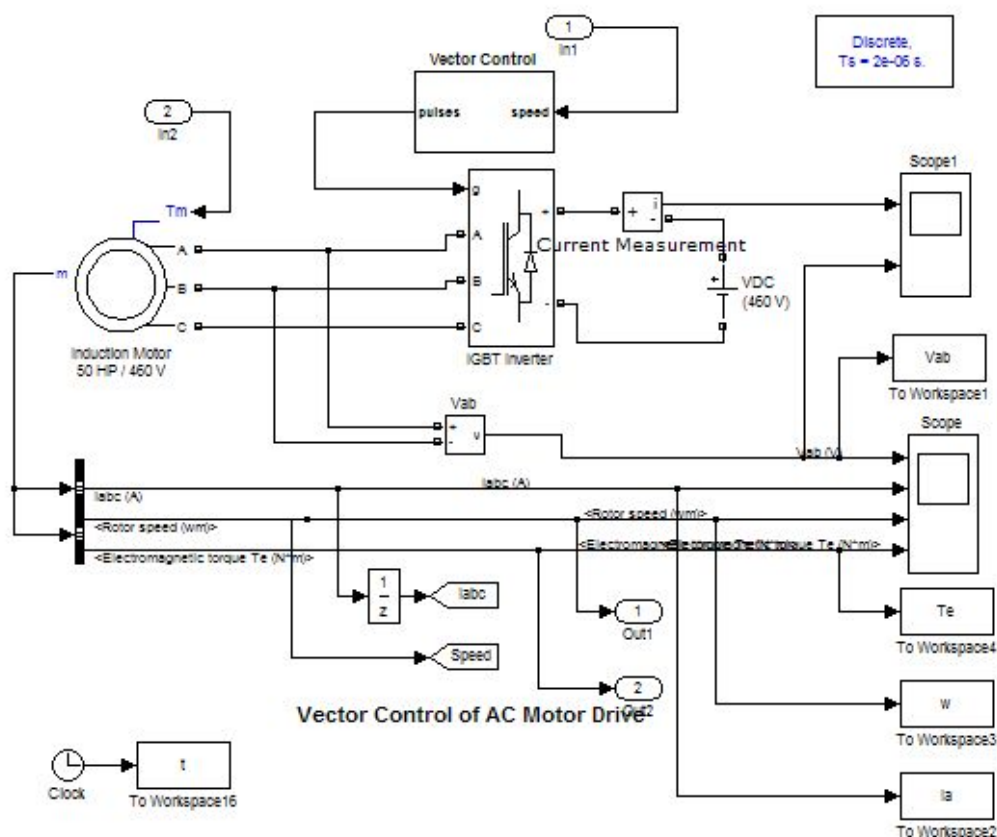 1
In1
Discrete,
Ts = 2e-06 s.
Vector Control
pulses
speed
2
In2
Scope1
Tm
g
i
+
-
A
A
+
Current Measurement
m
B
B
+
VDC
(460 V)
C
C
-
Induction Motor
50 HP / 460 V
IGBT Inverter
Vab
To Workspace1
Vab
+
-
v
Scope
Vab (V)
Iabc (A)
Iabc (A)
<Rotor speed (wm)>
<Rotor speed (wm)>
<Electromagnetic torque Te (N*m)>
1
z
Iabc
1
Out1
Te
To Workspace4
Speed
2
Out2
Vector Control of AC Motor Drive
w
To Workspace3
Clock
t
To Workspace16
Ia
To Workspace2